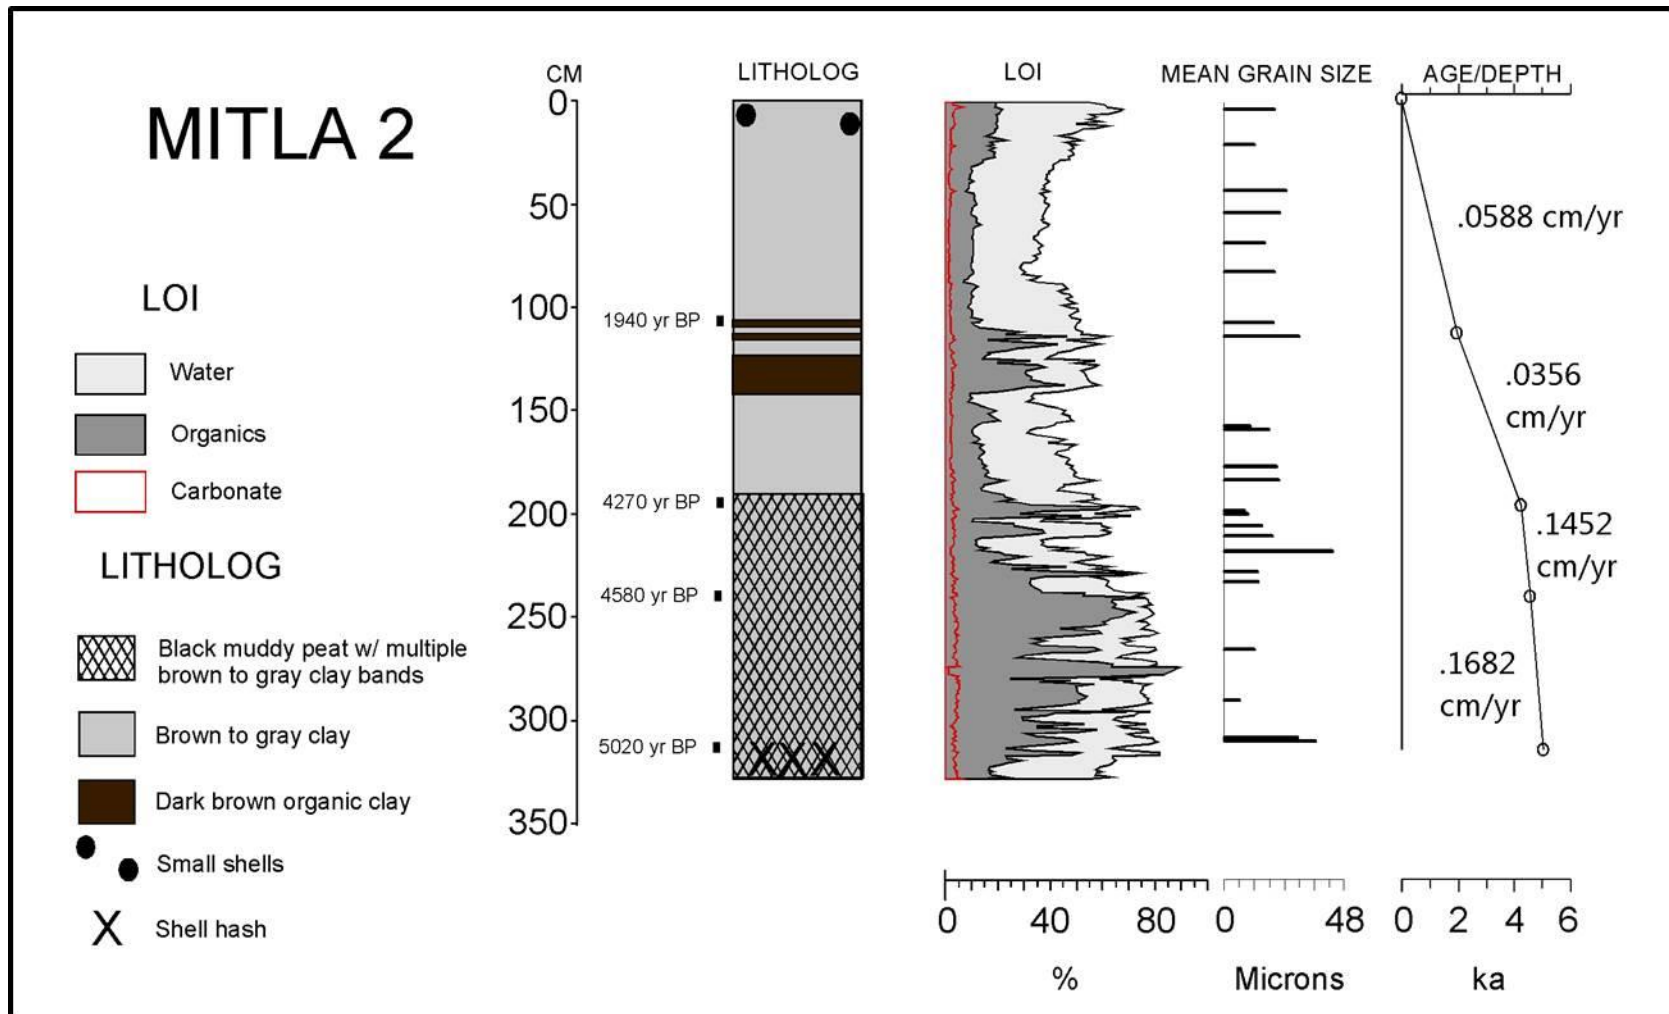 MITLA 2
LOI
Water
Organics
Carbonate
LITHOLOG
Black muddy peat w/ multiple
brown to gray clay bands
Brown to gray clay
Dark brown organic clay
Small shells
Shell hash
CM
0
50
100
150
200
250
300
350
1940 yr BP
4270 yr BP
4580 yr BP
5020 yr BP
LITHOLOG
LOI
0 40 80
%
MEAN GRAIN SIZE
0 48
Microns
AGE/DEPTH
.0588 cm/yr
.0356
cm/yr
.1452
cm/yr
.1682
cm/yr
0 2 4 6
ka